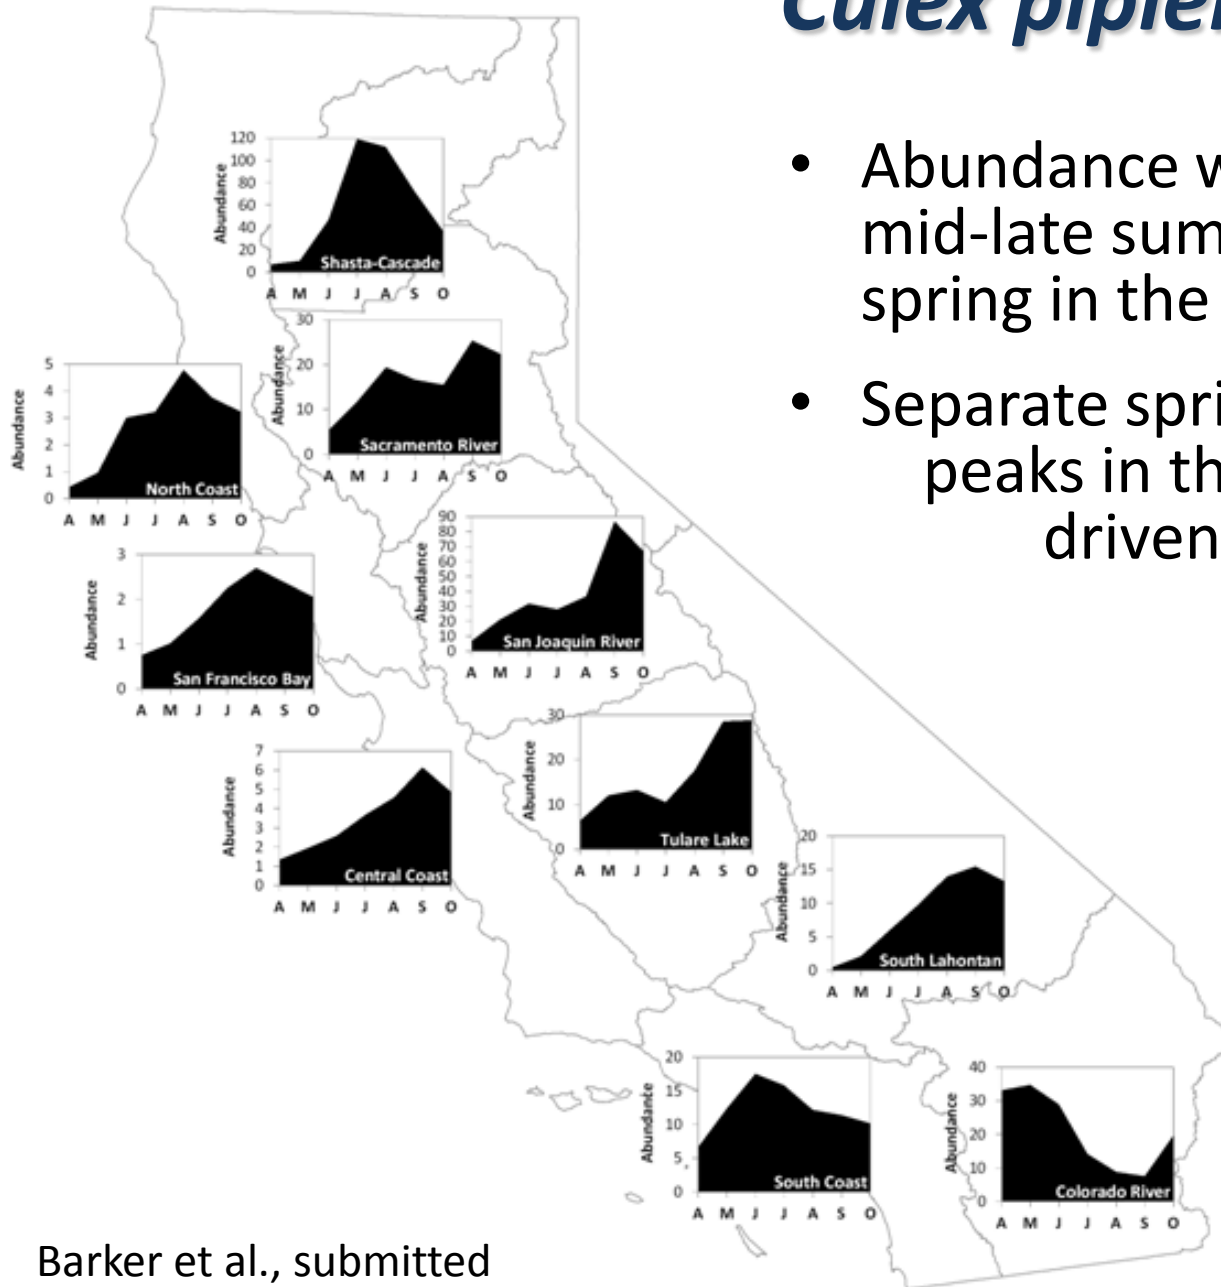 Culex pipien
• Abundance w
mid-late sum
spring in the
• Separate spri
peaks in th
driven
Abundance
120
100
80
60
40
20
0
Shasta-Cascade
A M J J A S O
Abundance
30
20
10
0
Sacramento River
A M J J A S O
Abundance
5
4
3
2
1
0
North Coast
A M J J A S O
Abundance
90
80
70
60
50
40
30
20
10
0
San Joaquin River
A M J J A S O
Abundance
3
2
1
0
San Francisco Bay
A M J J A S O
Abundance
30
20
10
0
Tulare Lake
A M J J A S O
Abundance
7
6
5
4
3
2
1
0
Central Coast
A M J J A S O
Abundance
20
15
10
5
0
South Lahontan
A M J J A S O
Abundance
20
15
10
5
0
South Coast
A M J J A S O
Abundance
40
30
20
10
0
Colorado River
A M J J A S O
Barker et al., submitted